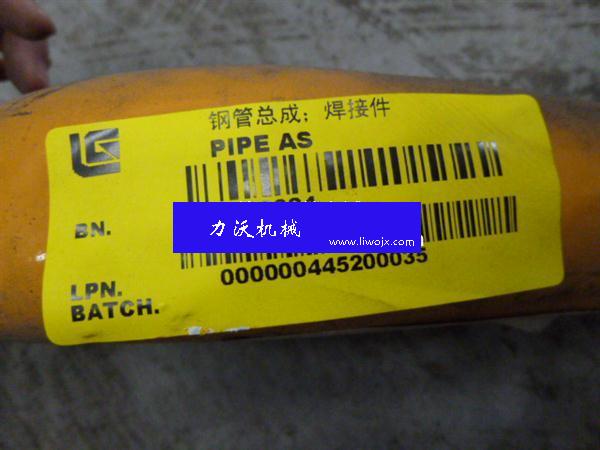 钢管总成；焊接件
PIPE AS
BN.
力沃机械
www.liwojx.com
000000445200035
LPN.
BATCH.